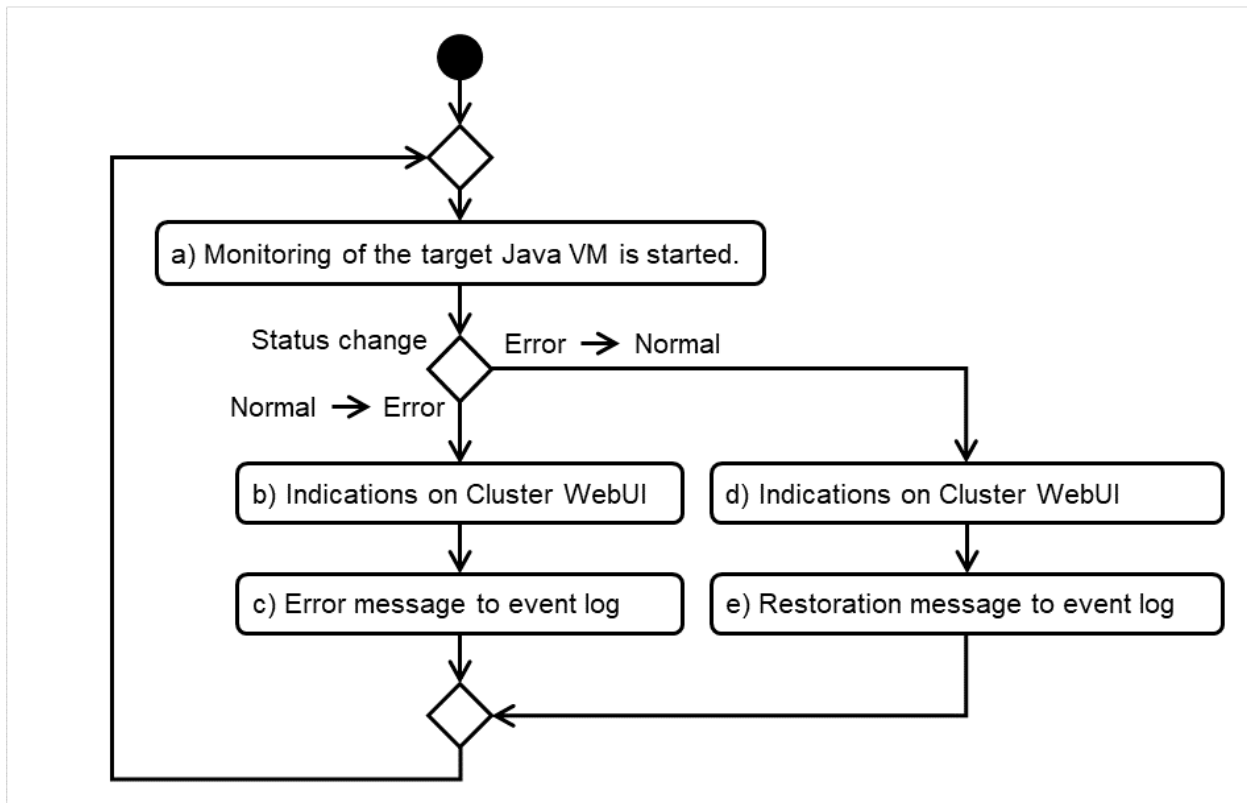 a) Monitoring of the target Java VM is started.
Status change
Error → Normal
Normal → Error
b) Indications on Cluster WebUI
d) Indications on Cluster WebUI
c) Error message to event log
e) Restoration message to event log